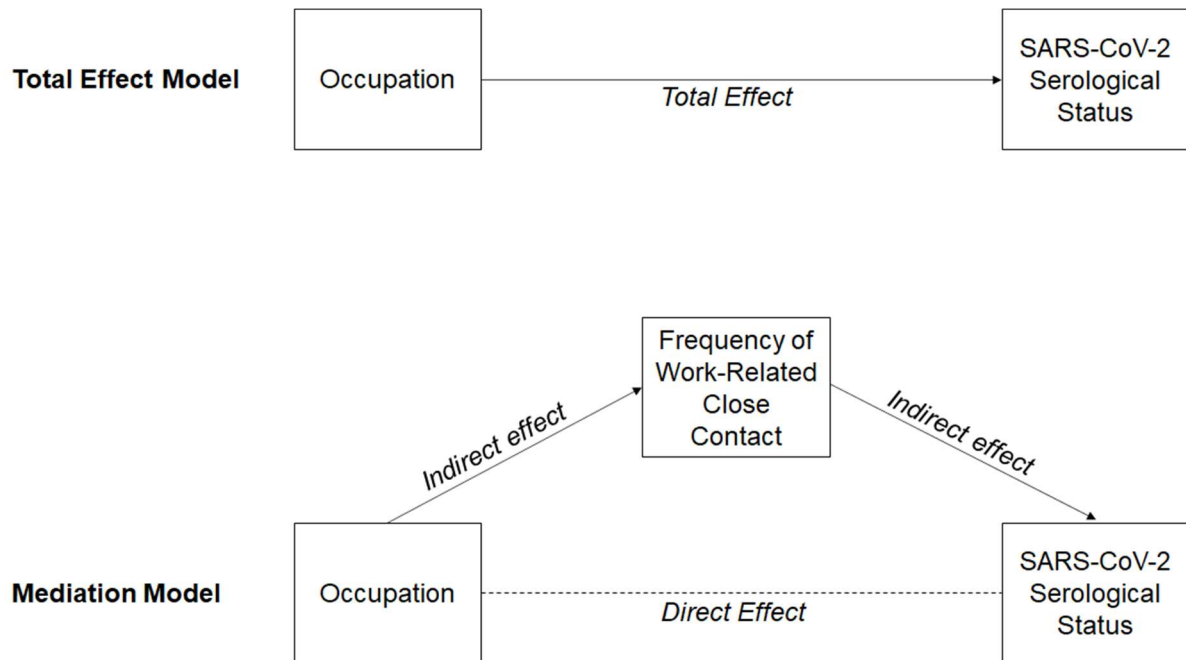 Total Effect Model
Occupation
Total Effect
SARS-CoV-2
Serological
Status
Frequency of
Work-Related
Close
Contact
Indirect effect
Indirect effect
Mediation Model
Occupation
Direct Effect
SARS-CoV-2
Serological
Status